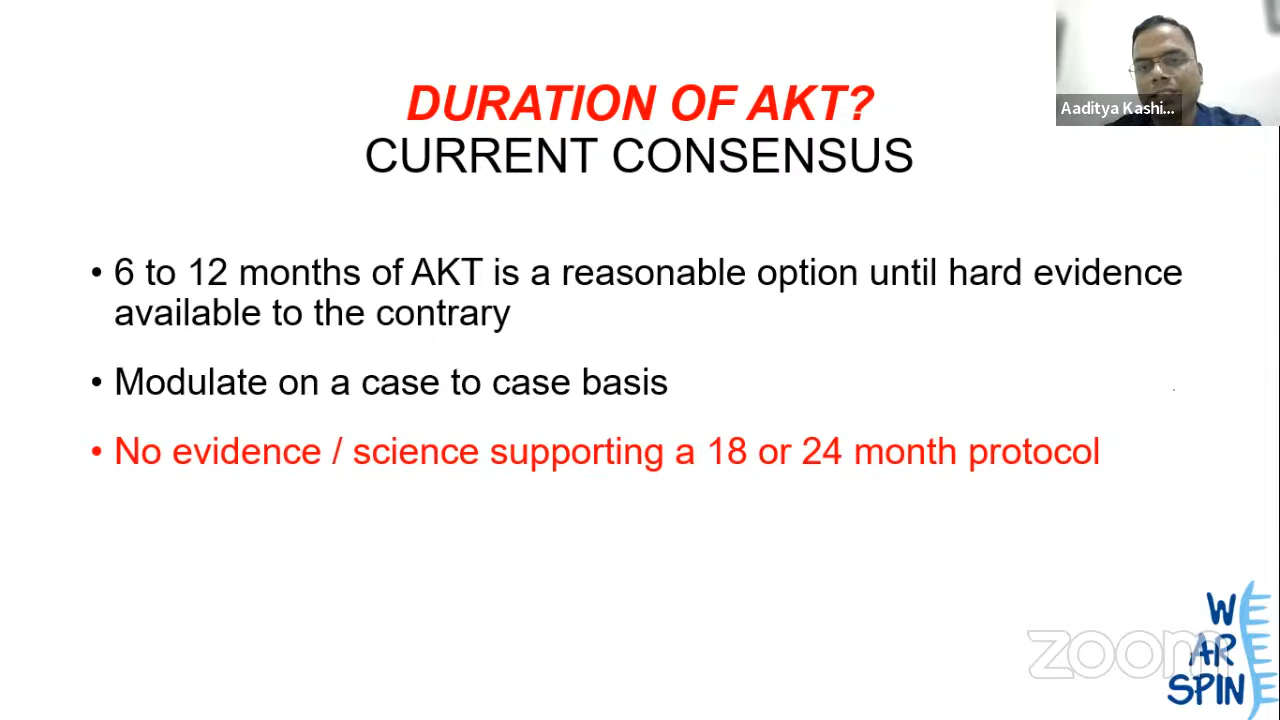 DURATION OF AKT?
CURRENT CONSENSUS
Aaditya Kashi...
• 6 to 12 months of AKT is a reasonable option until hard evidence
available to the contrary
• Modulate on a case to case basis
• No evidence / science supporting a 18 or 24 month protocol
zoom
WE
AR
SPIN